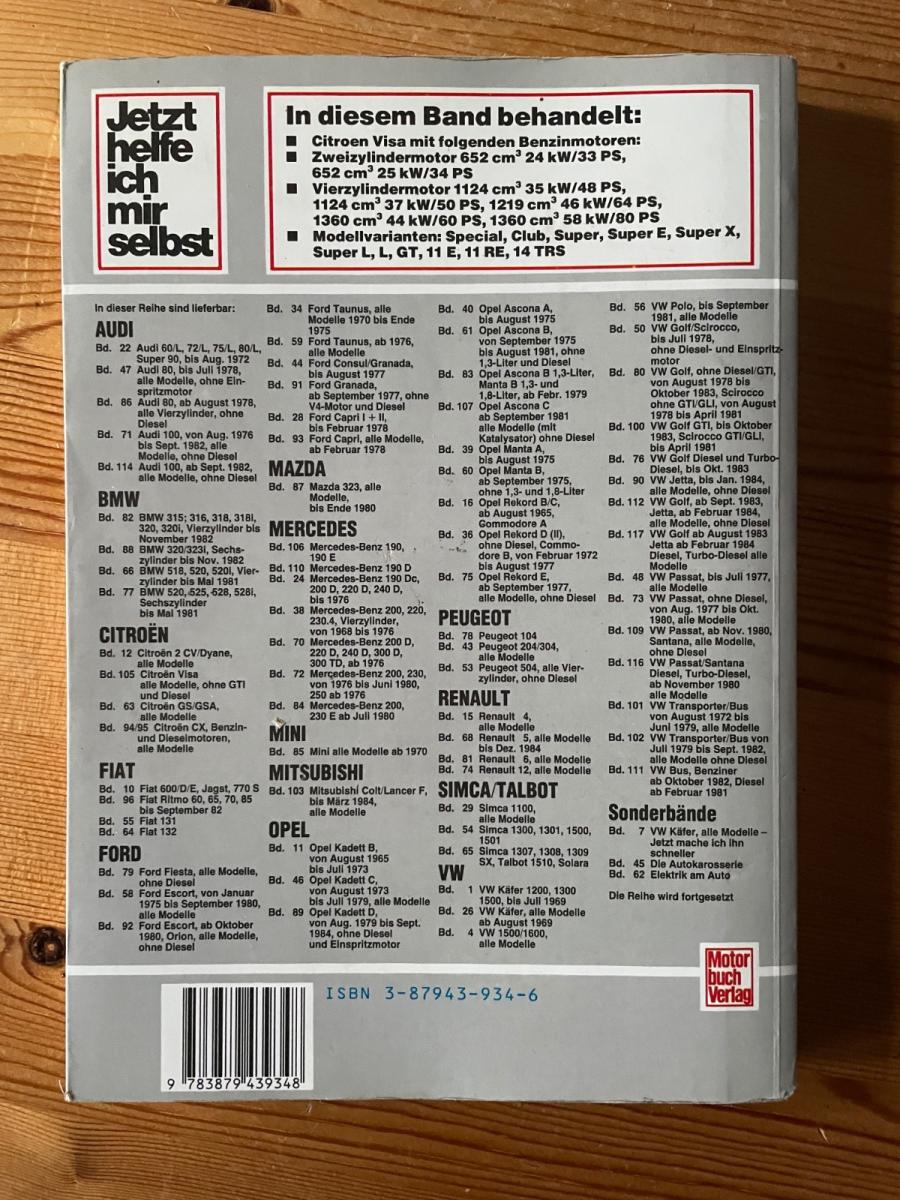 Jetzt
helfe
ich
mir
selbst
In diesem Band behandelt:
■ Citroen Visa mit folgenden Benzinmotoren:
■ Zweizylindermotor 652 cm³ 24 kW/33 PS,
652 cm³ 25 kW/34 PS
■ Vierzylindermotor 1124 cm³ 35 kW/48 PS,
1124 cm³ 37 kW/50 PS, 1219 cm³ 46 kW/64 PS,
1360 cm³ 44 kW/60 PS, 1360 cm³ 58 kW/80 PS
■ Modellvarianten: Special, Club, Super, Super E, Super X,
Super L, L, GT, 11 E, 11 RE, 14 TRS
In dieser Reihe sind lieferbar:
AUDI
Bd. 22 Audi 60/L, 72/L, 75/L, 80/L,
Super 90, bis Aug. 1972
Bd. 47 Audi 80, bis Juli 1978,
alle Modelle, ohne Ein-
spritzmotor
Bd. 86 Audi 80, ab August 1978,
alle Vierzylinder, ohne
Diesel
Bd. 71 Audi 100, von Aug. 1976
bis Sept. 1982, alle
Modelle, ohne Diesel
Bd. 114 Audi 100, ab Sept. 1982,
alle Modelle, ohne Diesel
BMW
Bd. 82 BMW 315; 316, 318, 318i,
320, 320i, Vierzylinder bis
November 1982
Bd. 88 BMW 320/323i, Sechs-
zylinder bis Nov. 1982
Bd. 66 BMW 518, 520, 520i, Vier-
zylinder bis Mai 1981
Bd. 77 BMW 520, 525, 528, 528i,
Sechszylinder
bis Mai 1981
CITROËN
Bd. 12 Citroën 2 CV/Dyane,
alle Modelle
Bd. 105 Citroën Visa
alle Modelle, ohne GTI
und Diesel
Bd. 63 Citroën GS/GSA,
alle Modelle
Bd. 94/95 Citroën CX, Benzin-
und Dieselmotoren,
alle Modelle
FIAT
Bd. 10 Fiat 600/D/E, Jagst, 770 S
Bd. 96 Fiat Ritmo 60, 65, 70, 85
bis September 82
Bd. 55 Fiat 131
Bd. 64 Fiat 132
FORD
Bd. 79 Ford Fiesta, alle Modelle,
ohne Diesel
Bd. 58 Ford Escort, von Januar
1975 bis September 1980,
alle Modelle
Bd. 92 Ford Escort, ab Oktober
1980, Orion, alle Modelle,
ohne Diesel
Bd. 34 Ford Taunus, alle
Modelle 1970 bis Ende
1975
Bd. 59 Ford Taunus, ab 1976,
alle Modelle
Bd. 44 Ford Consul/Granada,
bis August 1977
Bd. 91 Ford Granada,
ab September 1977, ohne
V4-Motor und Diesel
Bd. 28 Ford Capri I + II,
bis Februar 1978
Bd. 93 Ford Capri, alle Modelle,
ab Februar 1978
MAZDA
Bd. 87 Mazda 323, alle
Modelle,
bis Ende 1980
MERCEDES
Bd. 106 Mercedes-Benz 190,
190 E
Bd. 110 Mercedes-Benz 190 D
Bd. 24 Mercedes-Benz 190 Dc,
200 D, 220 D, 240 D,
bis 1976
Bd. 38 Mercedes-Benz 200, 220,
230.4, Vierzylinder,
von 1968 bis 1976
Bd. 70 Mercedes-Benz 200 D,
220 D, 240 D, 300 D,
300 TD, ab 1976
Bd. 72 Mercedes-Benz 200, 230,
von 1976 bis Juni 1980,
250 ab 1976
Bd. 84 Mercedes-Benz 200,
230 E ab Juli 1980
MINI
Bd. 85 Mini alle Modelle ab 1970
MITSUBISHI
Bd. 103 Mitsubishi Colt/Lancer F,
bis März 1984,
alle Modelle
OPEL
Bd. 11 Opel Kadett B,
von August 1965
bis Juli 1973
Bd. 46 Opel Kadett C,
von August 1973
bis Juli 1979, alle Modelle
Bd. 89 Opel Kadett D,
von Aug. 1979 bis Sept.
1984, ohne Diesel
und Einspritzmotor
Bd. 40 Opel Ascona A,
bis August 1975
Bd. 61 Opel Ascona B,
von September 1975
bis August 1981, ohne
1,3-Liter und Diesel
Bd. 83 Opel Ascona B 1,3-Liter,
Manta B 1,3- und
1,8-Liter, ab Febr. 1979
Bd. 107 Opel Ascona C
ab September 1981
alle Modelle (mit
Katalysator) ohne Diesel
Bd. 39 Opel Manta A,
bis August 1975
Bd. 60 Opel Manta B,
ab September 1975,
ohne 1,3- und 1,8-Liter
Bd. 16 Opel Rekord B/C,
ab August 1965,
Commodore A
Bd. 36 Opel Rekord D (II),
ohne Diesel, Commo-
dore B, von Februar 1972
bis August 1977
Bd. 75 Opel Rekord E,
ab September 1977,
alle Modelle, ohne Diesel
PEUGEOT
Bd. 78 Peugeot 104
Bd. 43 Peugeot 204/304,
alle Modelle
Bd. 53 Peugeot 504, alle Vier-
zylinder, ohne Diesel
RENAULT
Bd. 15 Renault 4,
alle Modelle
Bd. 68 Renault 5, alle Modelle
bis Dez. 1984
Bd. 81 Renault 6, alle Modelle
Bd. 74 Renault 12, alle Modelle
SIMCA/TALBOT
Bd. 29 Simca 1100,
alle Modelle
Bd. 54 Simca 1300, 1301, 1500,
1501
Bd. 65 Simca 1307, 1308, 1309
SX, Talbot 1510, Solara
VW
Bd. 1 VW Käfer 1200, 1300
1500, bis Juli 1969
Bd. 26 VW Käfer, alle Modelle
ab August 1969
Bd. 4 VW 1500/1600,
alle Modelle
Bd. 56 VW Polo, bis September
1981, alle Modelle
Bd. 50 VW Golf/Scirocco,
bis Juli 1978,
ohne Diesel- und Einspritz-
motor
Bd. 80 VW Golf, ohne Diesel/GTI,
von August 1978 bis
Oktober 1983, Scirocco
ohne GTI/GLI, von August
1978 bis April 1981
Bd. 100 VW Golf GTI, bis Oktober
1983, Scirocco GTI/GLI,
bis April 1981
Bd. 76 VW Golf Diesel und Turbo-
Diesel, bis Okt. 1983
Bd. 90 VW Jetta, bis Jan. 1984,
alle Modelle, ohne Diesel
Bd. 112 VW Golf, ab Sept. 1983,
Jetta, ab Februar 1984,
alle Modelle, ohne Diesel
Bd. 117 VW Golf ab August 1983
Jetta ab Februar 1984
Diesel, Turbo-Diesel alle
Modelle
Bd. 48 VW Passat, bis Juli 1977,
alle Modelle
Bd. 73 VW Passat, ohne Diesel,
von Aug. 1977 bis Okt.
1980, alle Modelle
Bd. 109 VW Passat, ab Nov. 1980,
Santana, alle Modelle,
ohne Diesel
Bd. 116 VW Passat/Santana
Diesel, Turbo-Diesel,
ab November 1980
alle Modelle
Bd. 101 VW Transporter/Bus
von August 1972 bis
Juni 1979, alle Modelle
Bd. 102 VW Transporter/Bus von
Juli 1979 bis Sept. 1982,
alle Modelle ohne Diesel
Bd. 111 VW Bus, Benziner
ab Oktober 1982, Diesel
ab Februar 1981
Sonderbände
Bd. 7 VW Käfer, alle Modelle –
Jetzt mache ich ihn
schneller
Bd. 45 Die Autokarosserie
Bd. 62 Elektrik am Auto
Die Reihe wird fortgesetzt
Motor
buch
Verlag
ISBN 3-87943-934-6
9 783879 439348